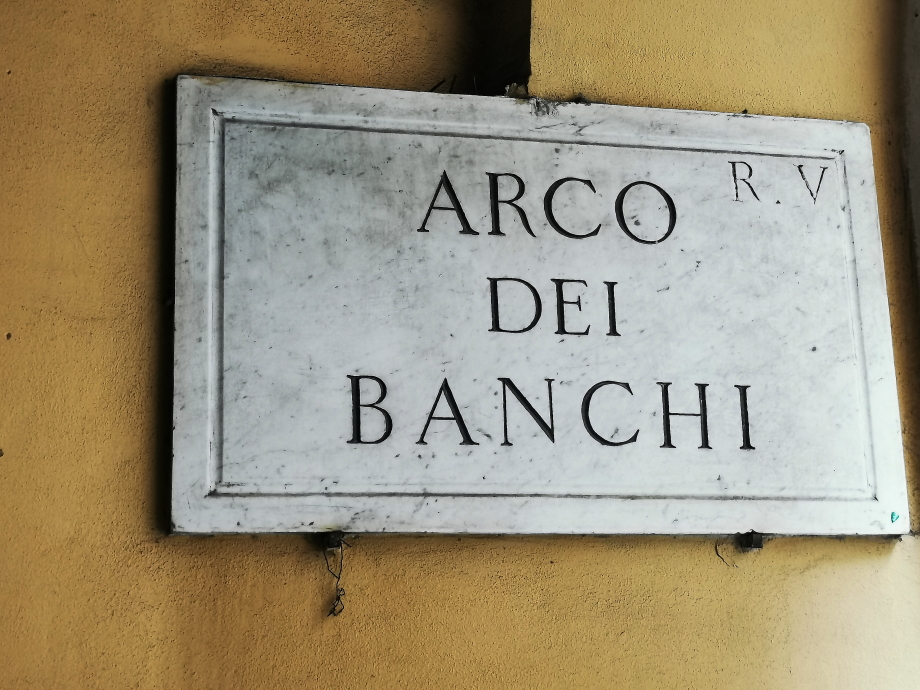 ARCO R. V
DEI
BANCHI